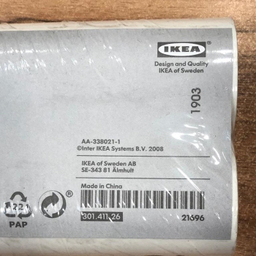 IKEA
Design and Quality
IKEA of Sweden
1903
AA-338021-1
©Inter IKEA Systems B.V. 2008
IKEA of Sweden AB
SE-343 81 Älmhult
Made in China
301.411.26
21696
PAP